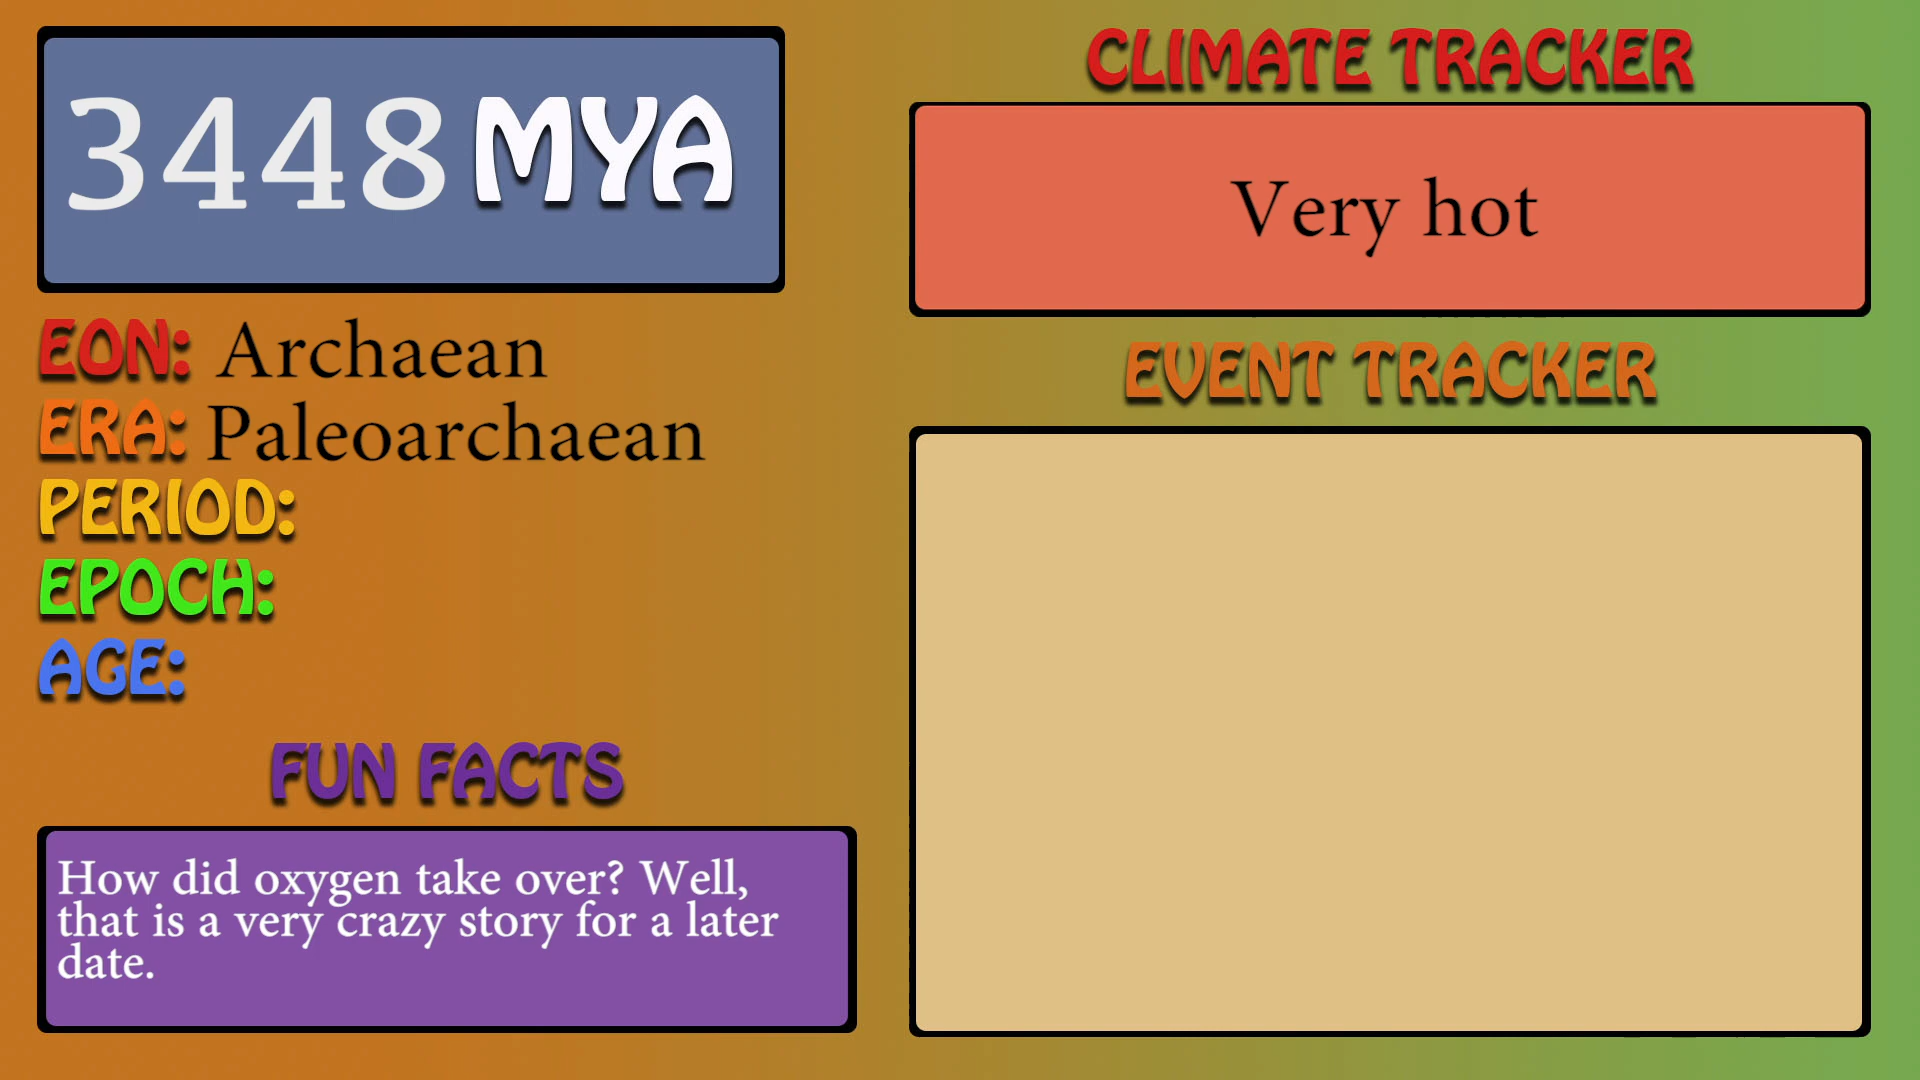 3448 MYA
EON: Archaean
ERA: Paleoarchaean
PERIOD:
EPOCH:
AGE:
FUN FACTS
How did oxygen take over? Well,
that is a very crazy story for a later
date.
CLIMATE TRACKER
Very hot
EVENT TRACKER